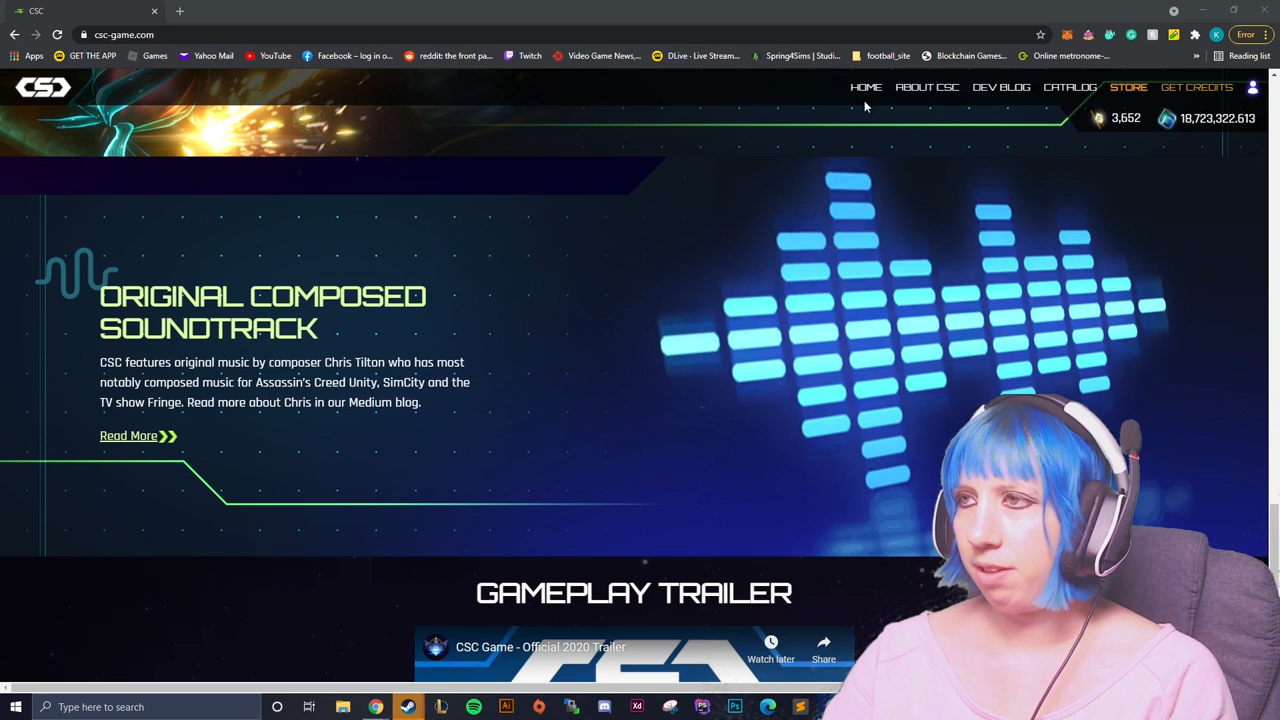 CSC
csc-game.com
Error
Apps
GET THE APP
Games
Yahoo Mail
YouTube
Facebook – log in o...
reddit: the front pa...
Twitch
Video Game News,...
DLive · Live Stream...
Spring4Sims | Studi...
football_site
Blockchain Games...
Online metronome-...
»
Reading list
CSC
HOME
ABOUT CSC
DEV BLOG
CATALOG
STORE
GET CREDITS
3,652
18,723,322.613
ORIGINAL COMPOSED
SOUNDTRACK
CSC features original music by composer Chris Tilton who has most
notably composed music for Assassin's Creed Unity, SimCity and the
TV show Fringe. Read more about Chris in our Medium blog.
Read More
GAMEPLAY TRAILER
CSC Game - Official 2020 Trailer
Watch later
Share
Type here to search